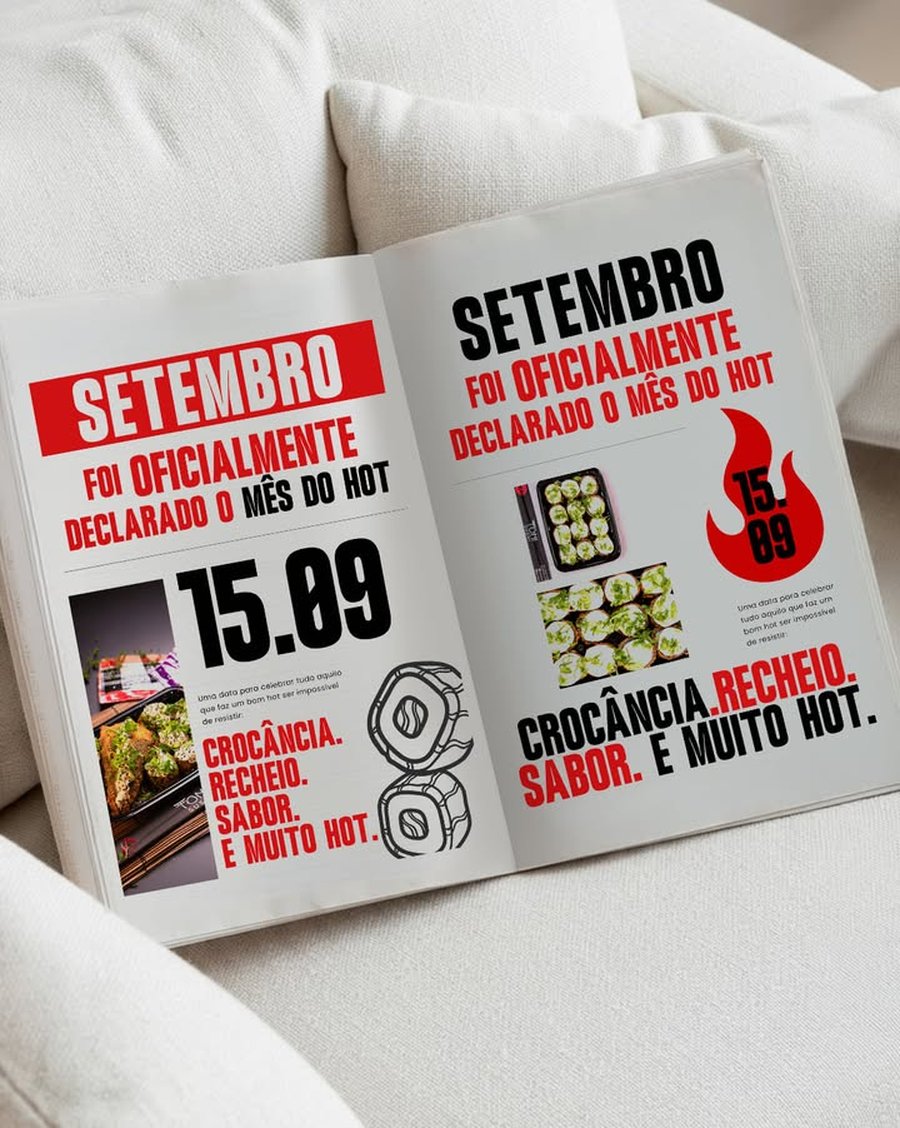 SETEMBRO
FOI OFICIALMENTE
DECLARADO O MÊS DO HOT
15.09
Uma data para celebrar tudo aquilo
que faz um bom hot ser impossível
de resistir:
CROCÂNCIA.
RECHEIO.
SABOR.
E MUITO HOT.
SETEMBRO
FOI OFICIALMENTE
DECLARADO O MÊS DO HOT
15.
09
Uma data para celebrar
tudo aquilo que faz um
bom hot ser impossível
de resistir:
CROCÂNCIA.RECHEIO.
SABOR. E MUITO HOT.